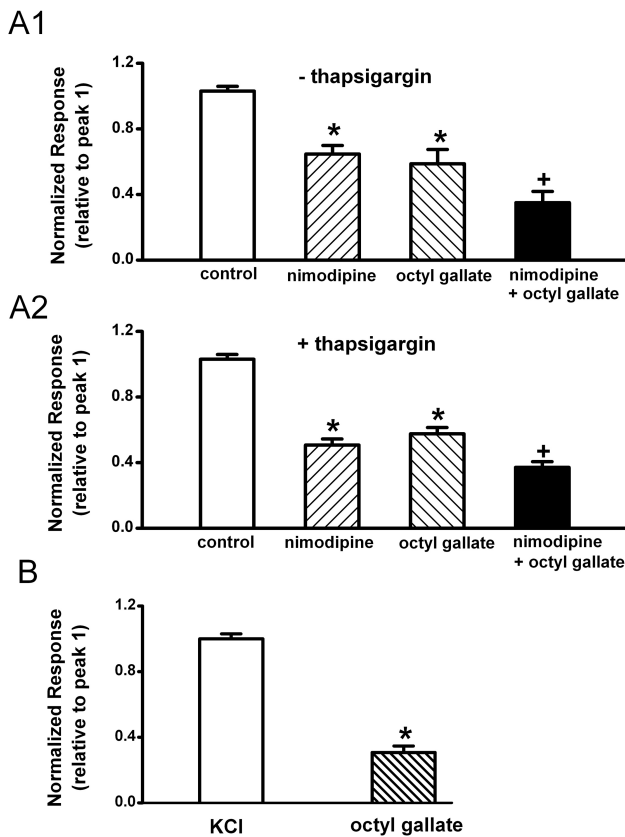 A1
Normalized Response
(relative to peak 1)
1.2
0.8
0.4
0.0
- thapsigargin
*
*
+
control
nimodipine
octyl gallate
nimodipine
+ octyl gallate
A2
Normalized Response
(relative to peak 1)
1.2
0.8
0.4
0.0
+ thapsigargin
*
*
+
control
nimodipine
octyl gallate
nimodipine
+ octyl gallate
B
Normalized Response
(relative to peak 1)
1.2
0.8
0.4
0.0
*
KCl
octyl gallate